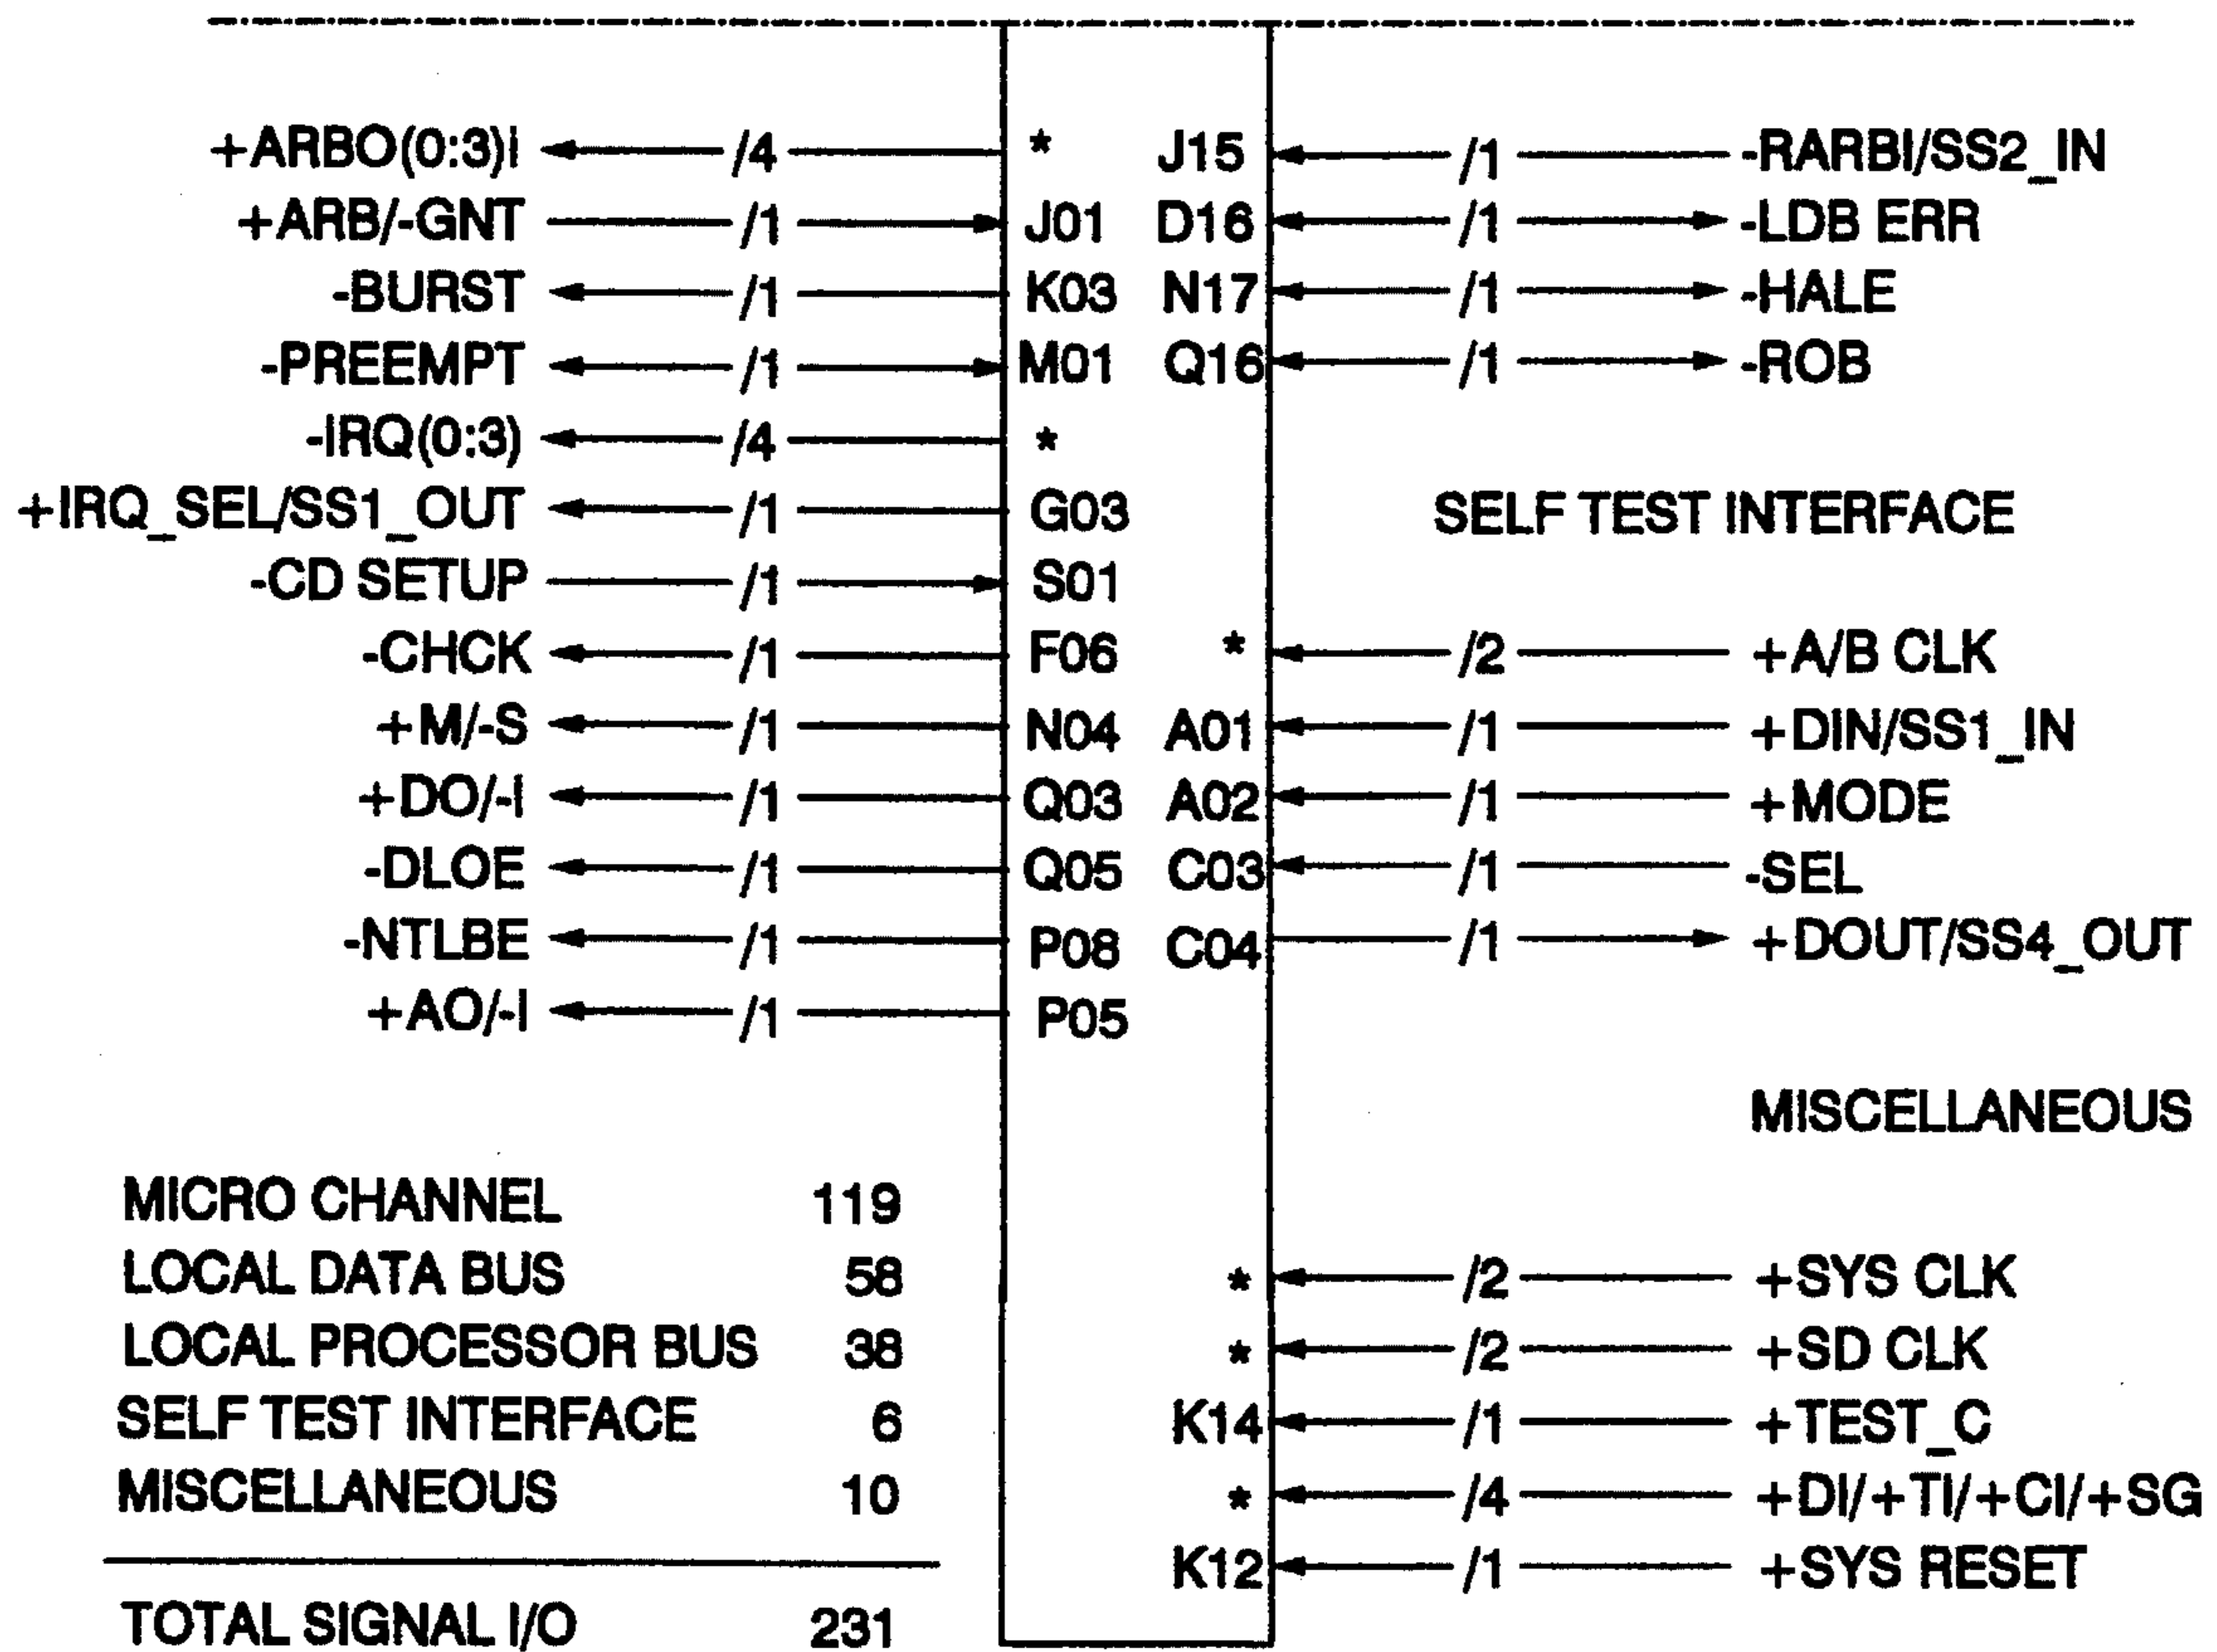 +ARBO(0:3)I /4 * J15 /1 -RARBI/SS2_IN
+ARB/-GNT /1 J01 D16 /1 -LDB ERR
-BURST /1 K03 N17 /1 -HALE
-PREEMPT /1 M01 Q16 /1 -ROB
-IRQ(0:3) /4 *
+IRQ_SEL/SS1_OUT /1 G03 SELF TEST INTERFACE
-CD SETUP /1 S01
-CHCK /1 F06 * /2 +A/B CLK
+M/-S /1 N04 A01 /1 +DIN/SS1_IN
+DO/-I /1 Q03 A02 /1 +MODE
-DLOE /1 Q05 C03 /1 -SEL
-NTLBE /1 P08 C04 /1 +DOUT/SS4_OUT
+AO/-I /1 P05
MISCELLANEOUS
MICRO CHANNEL 119
LOCAL DATA BUS 58 * /2 +SYS CLK
LOCAL PROCESSOR BUS 38 * /2 +SD CLK
SELF TEST INTERFACE 6 K14 /1 +TEST_C
MISCELLANEOUS 10 * /4 +DI/+TI/+CI/+SG
K12 /1 +SYS RESET
TOTAL SIGNAL I/O 231